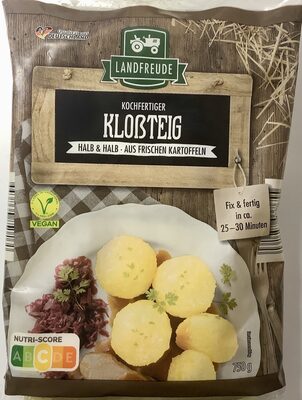 DEUTSCHLAND
LANDFREUDE
KOCHFERTIGER
KLOẞTEIG
HALB & HALB - AUS FRISCHEN KARTOFFELN
Fix & fertig
in ca.
25–30 Minuten
VEGAN
NUTRI-SCORE
A B C D E
750 g